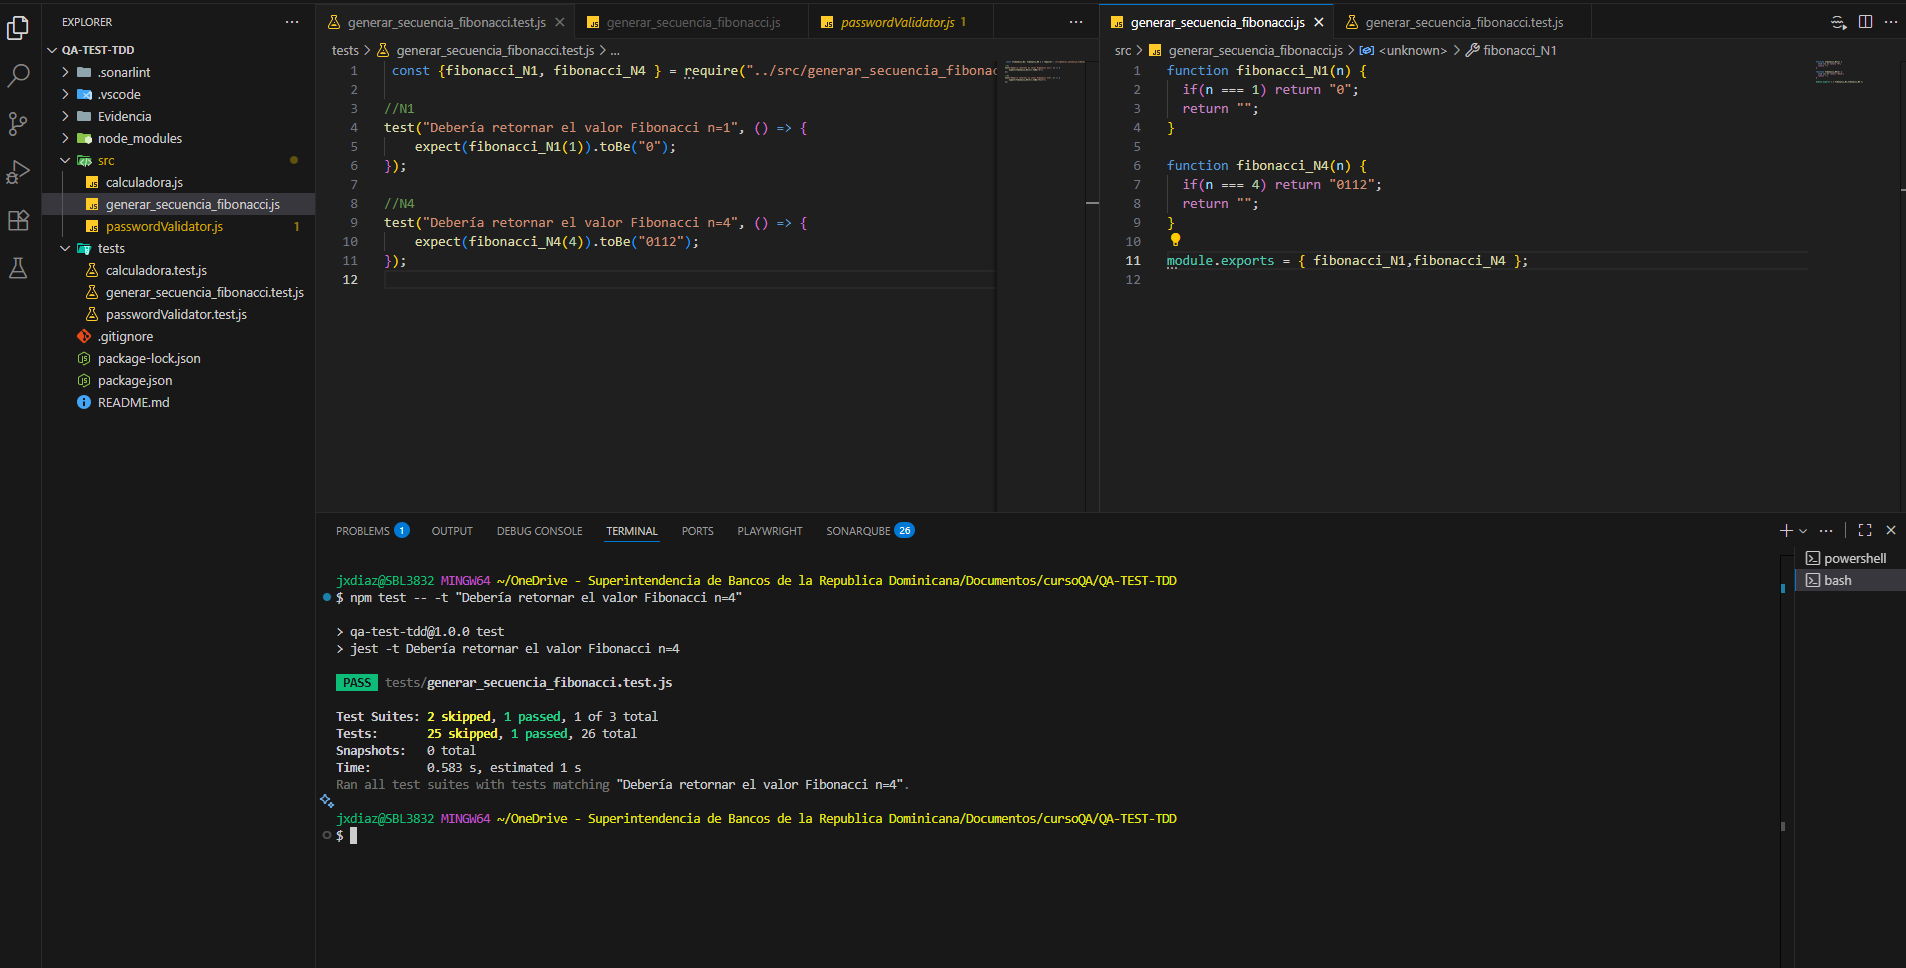 EXPLORER
QA-TEST-TDD
.sonarlint
.vscode
Evidencia
node_modules
src
calculadora.js
generar_secuencia_fibonacci.js
passwordValidator.js 1
tests
calculadora.test.js
generar_secuencia_fibonacci.test.js
passwordValidator.test.js
.gitignore
package-lock.json
package.json
README.md
generar_secuencia_fibonacci.test.js generar_secuencia_fibonacci.js passwordValidator.js 1
tests > generar_secuencia_fibonacci.test.js > ...
1 const {fibonacci_N1, fibonacci_N4 } = require("../src/generar_secuencia_fibonac
2
3 //N1
4 test("Debería retornar el valor Fibonacci n=1", () => {
5 expect(fibonacci_N1(1)).toBe("0");
6 });
7
8 //N4
9 test("Debería retornar el valor Fibonacci n=4", () => {
10 expect(fibonacci_N4(4)).toBe("0112");
11 });
12
generar_secuencia_fibonacci.js generar_secuencia_fibonacci.test.js
src > generar_secuencia_fibonacci.js > <unknown> > fibonacci_N1
1 function fibonacci_N1(n) {
2 if(n === 1) return "0";
3 return "";
4 }
5
6 function fibonacci_N4(n) {
7 if(n === 4) return "0112";
8 return "";
9 }
10
11 module.exports = { fibonacci_N1,fibonacci_N4 };
12
PROBLEMS 1 OUTPUT DEBUG CONSOLE TERMINAL PORTS PLAYWRIGHT SONARQUBE 26
powershell
bash
jxdiaz@SBL3832 MINGW64 ~/OneDrive - Superintendencia de Bancos de la Republica Dominicana/Documentos/cursoQA/QA-TEST-TDD
$ npm test -- -t "Debería retornar el valor Fibonacci n=4"
> qa-test-tdd@1.0.0 test
> jest -t Debería retornar el valor Fibonacci n=4
PASS tests/generar_secuencia_fibonacci.test.js
Test Suites: 2 skipped, 1 passed, 1 of 3 total
Tests: 25 skipped, 1 passed, 26 total
Snapshots: 0 total
Time: 0.583 s, estimated 1 s
Ran all test suites with tests matching "Debería retornar el valor Fibonacci n=4".
jxdiaz@SBL3832 MINGW64 ~/OneDrive - Superintendencia de Bancos de la Republica Dominicana/Documentos/cursoQA/QA-TEST-TDD
$